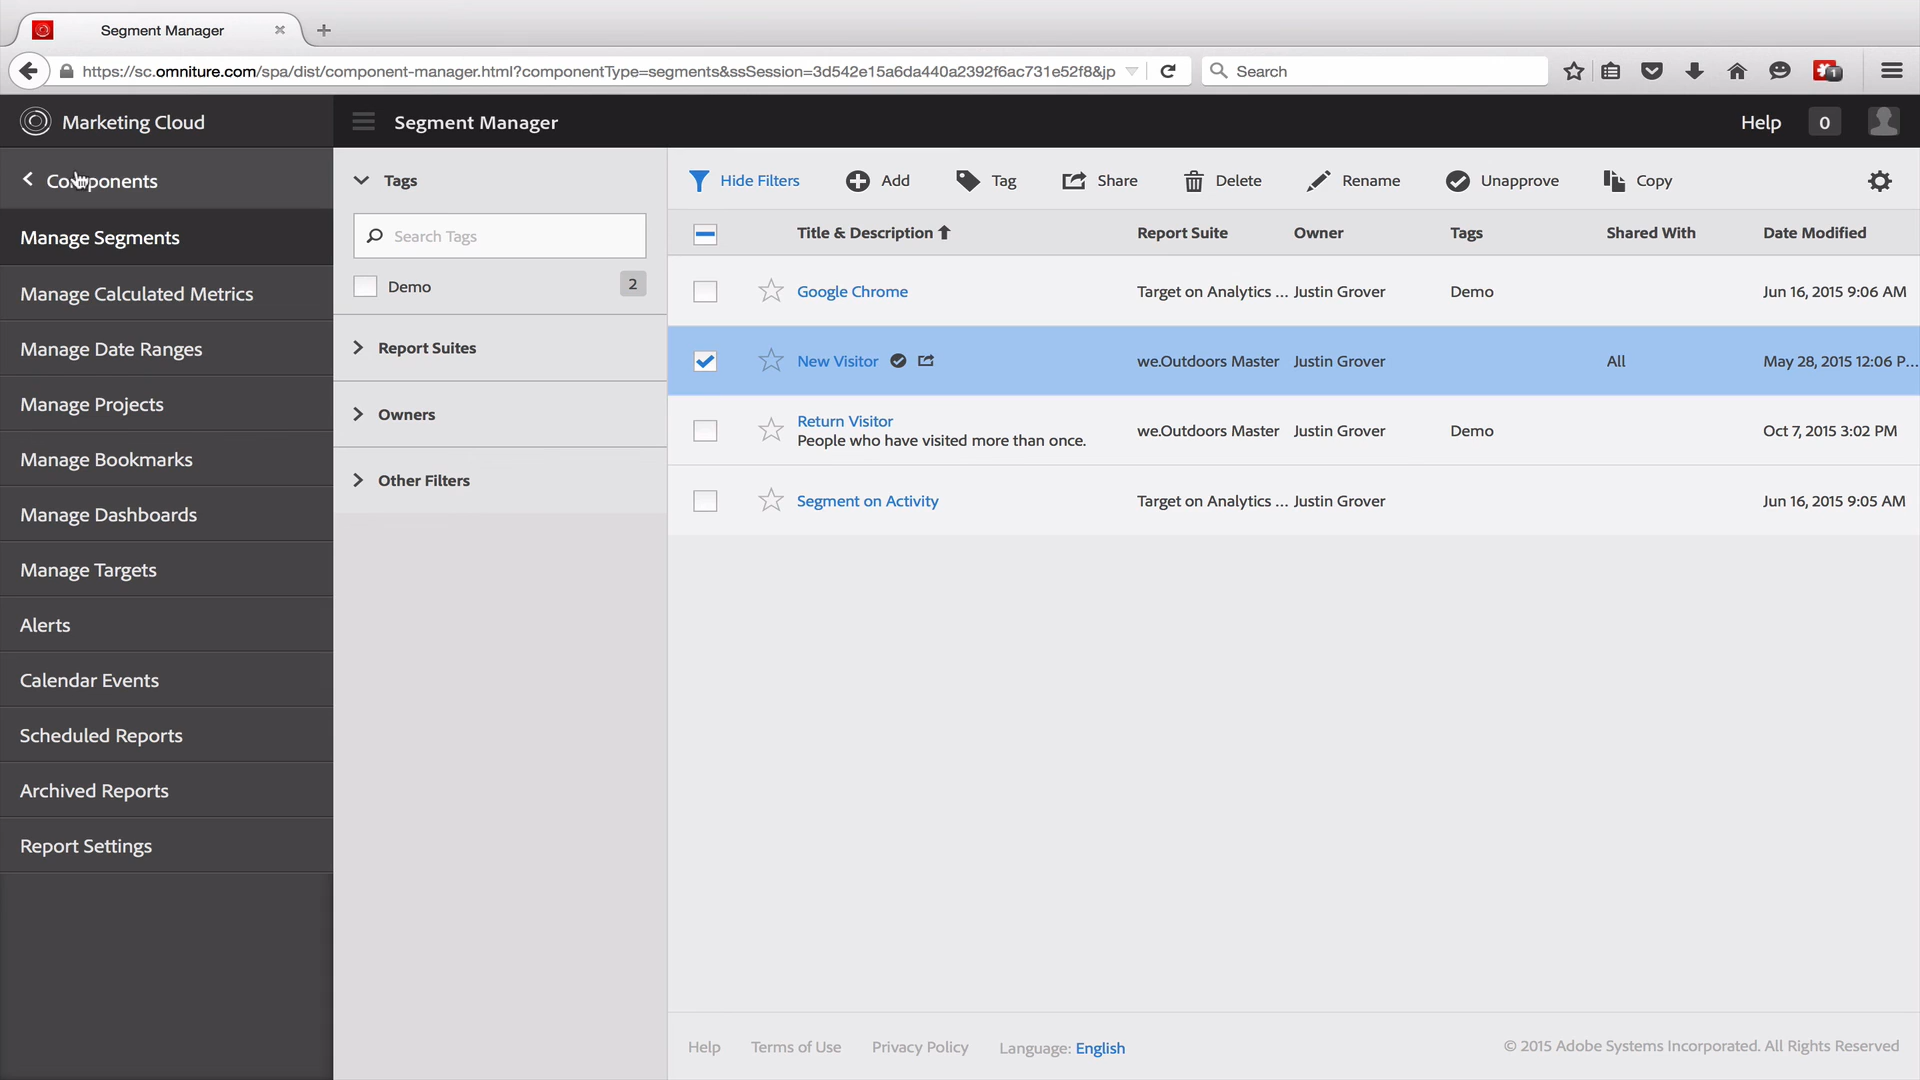 Segment Manager
https://sc.omniture.com/spa/dist/component-manager.html?componentType=segments&ssSession=3d542e15a6da440a2392f6ac731e52f8&jp
Search
1
Marketing Cloud
Segment Manager
Help
0
Components
Manage Segments
Manage Calculated Metrics
Manage Date Ranges
Manage Projects
Manage Bookmarks
Manage Dashboards
Manage Targets
Alerts
Calendar Events
Scheduled Reports
Archived Reports
Report Settings
Tags
Search Tags
Demo 2
Report Suites
Owners
Other Filters
Hide Filters Add Tag Share Delete Rename Unapprove Copy
Title & Description Report Suite Owner Tags Shared With Date Modified
Google Chrome Target on Analytics ... Justin Grover Demo Jun 16, 2015 9:06 AM
New Visitor we.Outdoors Master Justin Grover All May 28, 2015 12:06 P...
Return Visitor
People who have visited more than once. we.Outdoors Master Justin Grover Demo Oct 7, 2015 3:02 PM
Segment on Activity Target on Analytics ... Justin Grover Jun 16, 2015 9:05 AM
Help Terms of Use Privacy Policy Language: English © 2015 Adobe Systems Incorporated. All Rights Reserved